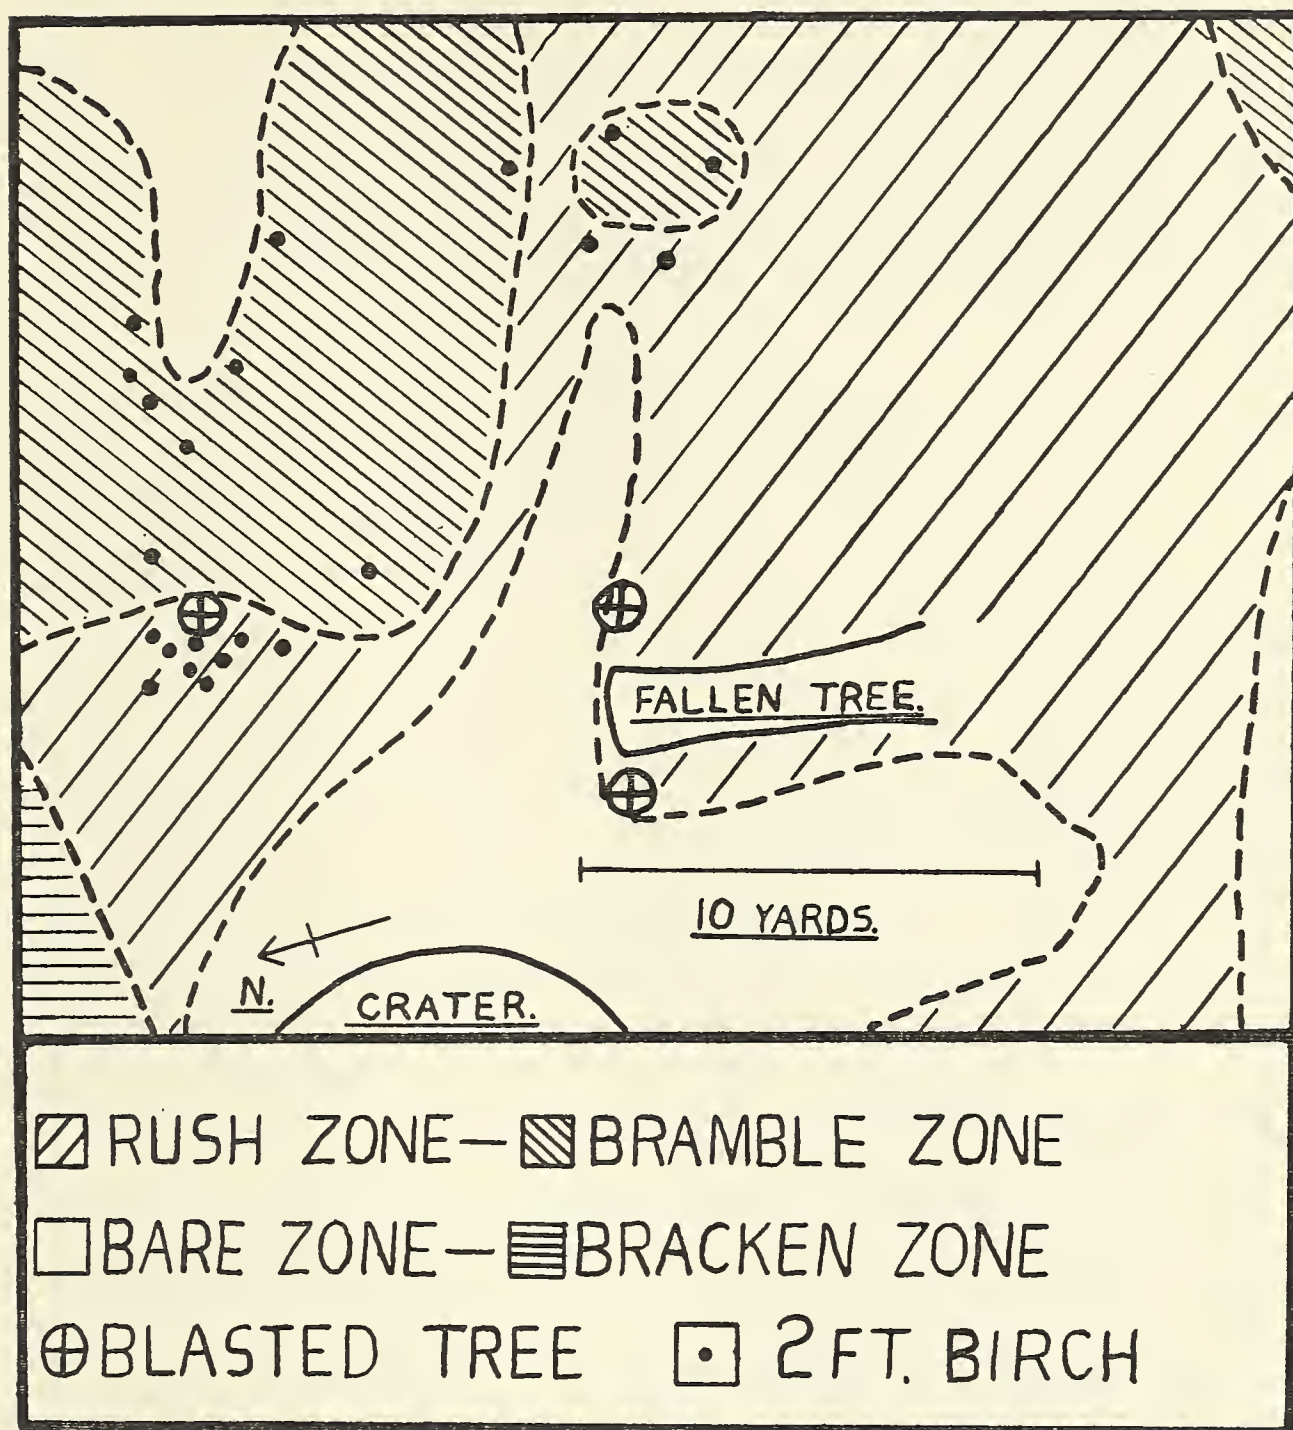 FALLEN TREE.
10 YARDS.
N.
CRATER.
RUSH ZONE— BRAMBLE ZONE
BARE ZONE— BRACKEN ZONE
BLASTED TREE 2 FT. BIRCH